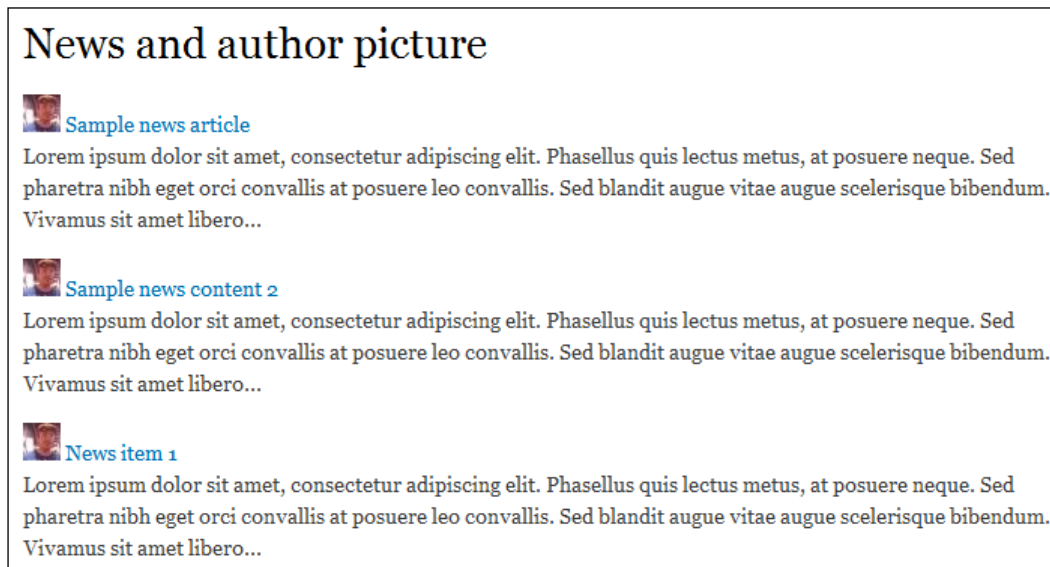 News and author picture
Sample news article
Lorem ipsum dolor sit amet, consectetur adipiscing elit. Phasellus quis lectus metus, at posuere neque. Sed
pharetra nibh eget orci convallis at posuere leo convallis. Sed blandit augue vitae augue scelerisque bibendum.
Vivamus sit amet libero...
Sample news content 2
Lorem ipsum dolor sit amet, consectetur adipiscing elit. Phasellus quis lectus metus, at posuere neque. Sed
pharetra nibh eget orci convallis at posuere leo convallis. Sed blandit augue vitae augue scelerisque bibendum.
Vivamus sit amet libero...
News item 1
Lorem ipsum dolor sit amet, consectetur adipiscing elit. Phasellus quis lectus metus, at posuere neque. Sed
pharetra nibh eget orci convallis at posuere leo convallis. Sed blandit augue vitae augue scelerisque bibendum.
Vivamus sit amet libero...